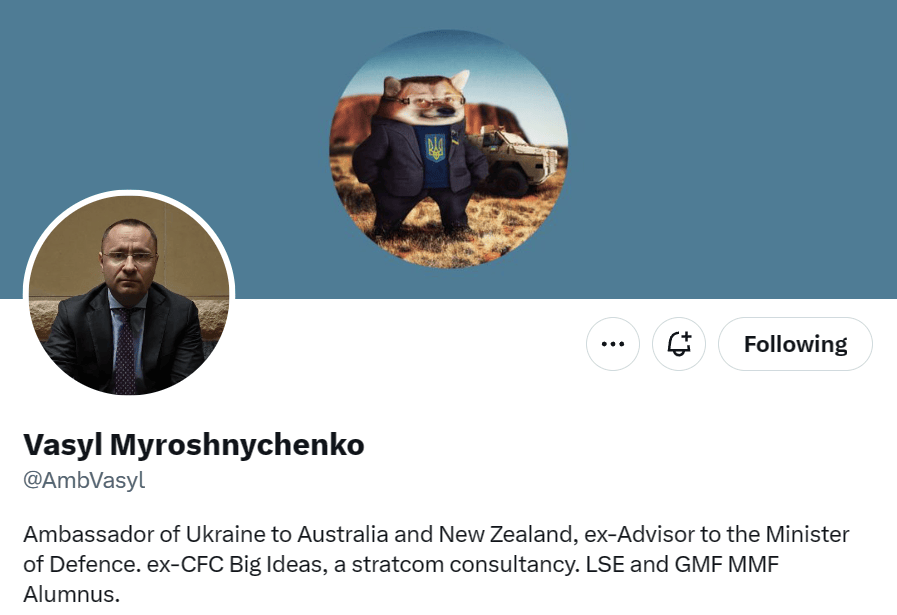 Following
Vasyl Myroshnychenko
@AmbVasyl
Ambassador of Ukraine to Australia and New Zealand, ex-Advisor to the Minister
of Defence. ex-CFC Big Ideas, a stratcom consultancy. LSE and GMF MMF
Alumnus.